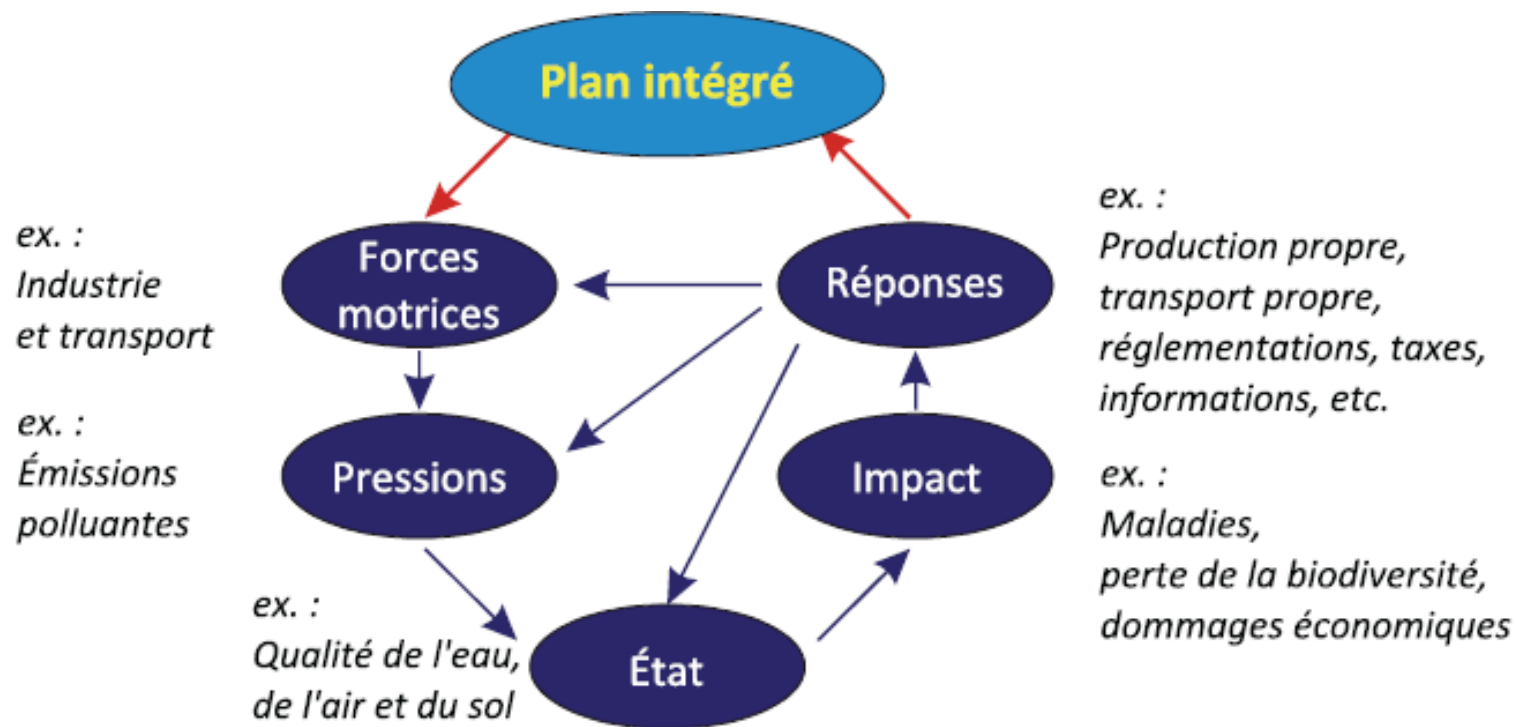 Plan intégré
ex. :
Industrie
et transport
Forces
motrices
Réponses
ex. :
Production propre,
transport propre,
réglementations, taxes,
informations, etc.
ex. :
Émissions
polluantes
Pressions
Impact
ex. :
Maladies,
perte de la biodiversité,
dommages économiques
ex. :
Qualité de l'eau,
de l'air et du sol
État